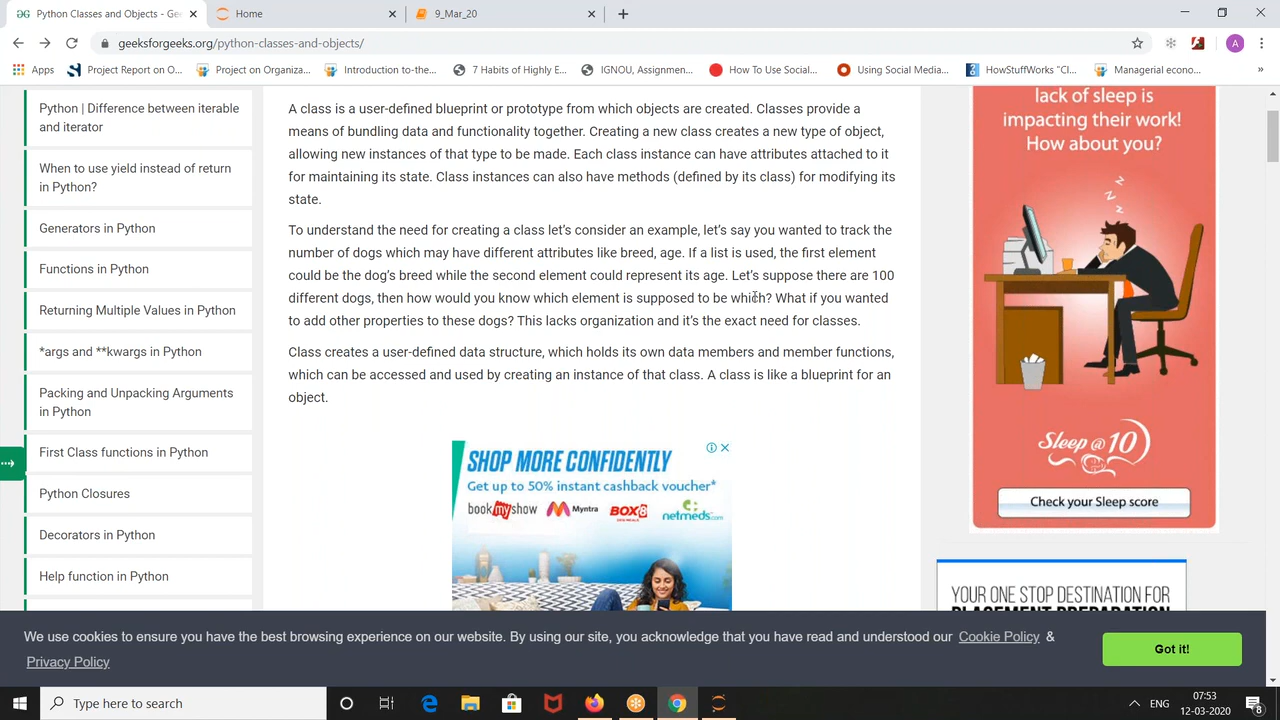 Python Classes and Objects - Gee
Home
9_Mar_20
geeksforgeeks.org/python-classes-and-objects/
A
Apps
Project Report on O...
Project on Organiza...
Introduction to-the...
7 Habits of Highly E...
IGNOU, Assignmen...
How To Use Social...
Using Social Media...
HowStuffWorks "Cl...
Managerial econo...
»
Python | Difference between iterable
and iterator
When to use yield instead of return
in Python?
Generators in Python
Functions in Python
Returning Multiple Values in Python
*args and **kwargs in Python
Packing and Unpacking Arguments
in Python
First Class functions in Python
Python Closures
Decorators in Python
Help function in Python
A class is a user-defined blueprint or prototype from which objects are created. Classes provide a
means of bundling data and functionality together. Creating a new class creates a new type of object,
allowing new instances of that type to be made. Each class instance can have attributes attached to it
for maintaining its state. Class instances can also have methods (defined by its class) for modifying its
state.
To understand the need for creating a class let's consider an example, let's say you wanted to track the
number of dogs which may have different attributes like breed, age. If a list is used, the first element
could be the dog's breed while the second element could represent its age. Let's suppose there are 100
different dogs, then how would you know which element is supposed to be which? What if you wanted
to add other properties to these dogs? This lacks organization and it's the exact need for classes.
Class creates a user-defined data structure, which holds its own data members and member functions,
which can be accessed and used by creating an instance of that class. A class is like a blueprint for an
object.
SHOP MORE CONFIDENTLY
Get up to 50% instant cashback voucher*
bookmyshow
Myntra
BOX8
netmeds.com
lack of sleep is
impacting their work!
How about you?
z
z
z
Sleep @ 10
Check your Sleep score
YOUR ONE STOP DESTINATION FOR
PLACEMENT PREPARATION
We use cookies to ensure you have the best browsing experience on our website. By using our site, you acknowledge that you have read and understood our Cookie Policy &
Privacy Policy
Got it!
Type here to search
ENG
07:53
12-03-2020
8